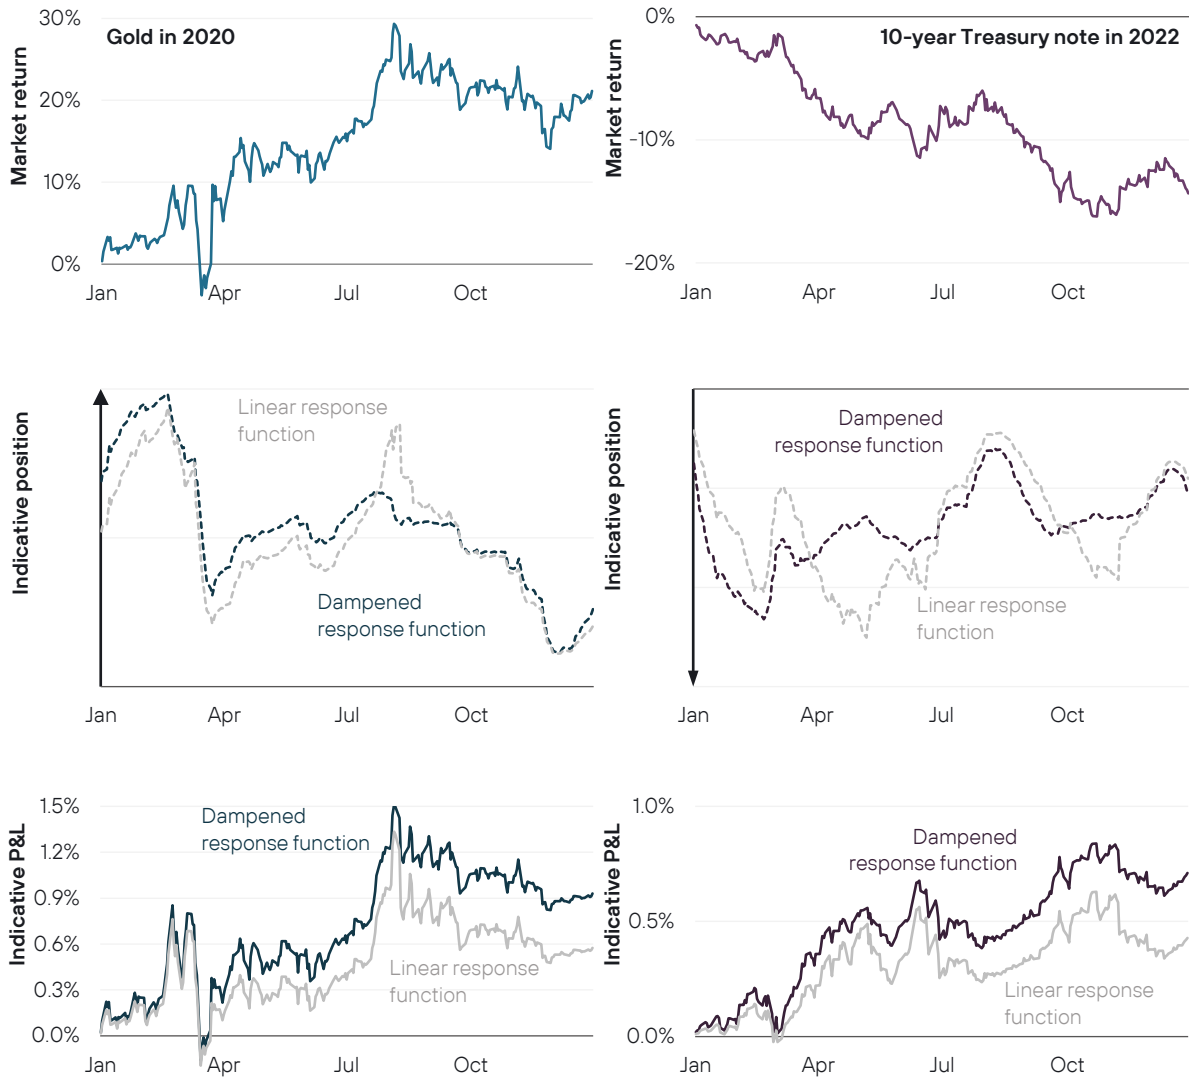 Gold in 2020
Market return
30%
20%
10%
0%
Jan
Apr
Jul
Oct
10-year Treasury note in 2022
Market return
0%
-10%
-20%
Jan
Apr
Jul
Oct
Indicative position
Linear response
function
Dampened
response function
Jan
Apr
Jul
Oct
Indicative position
Dampened
response function
Linear response
function
Jan
Apr
Jul
Oct
Indicative P&L
1.5%
1.2%
0.9%
0.6%
0.3%
0.0%
Dampened
response function
Linear response
function
Jan
Apr
Jul
Oct
Indicative P&L
1.0%
0.5%
0.0%
Dampened
response function
Linear response
function
Jan
Apr
Jul
Oct